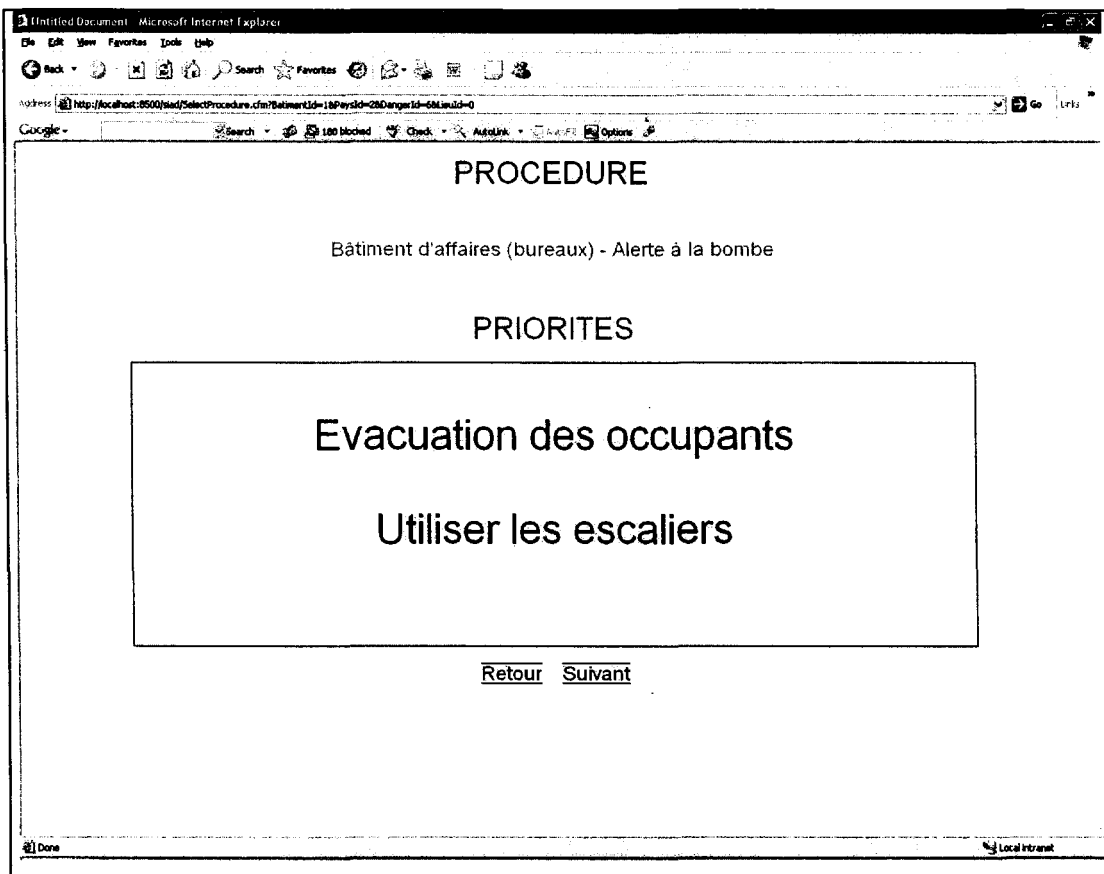 Untitled Document - Microsoft Internet Explorer
File Edit View Favorites Tools Help
Back Search Favorites
Address http://localhost:8500/siad/SelectProcedure.cfm?BatimentId=1&PaysId=2&DangerId=6&LieuId=0 Go Links
Google Search 180 blocked Check AutoLink AutoFill Options
PROCEDURE
Bâtiment d'affaires (bureaux) - Alerte à la bombe
PRIORITES
Evacuation des occupants
Utiliser les escaliers
Retour Suivant
Done Local intranet